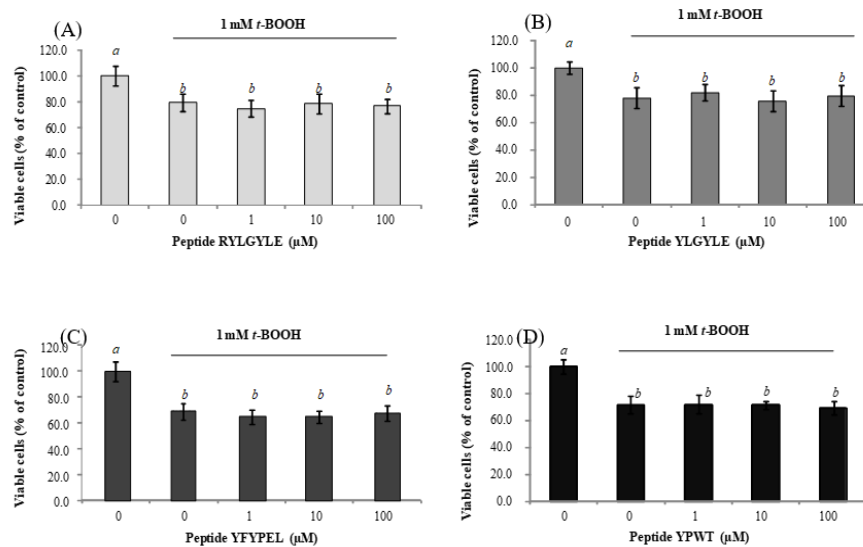 (A)
1 mM t-BOOH
Viable cells (% of control)
120.0
100.0
80.0
60.0
40.0
20.0
0.0
a
b
b
b
b
0
0
1
10
100
Peptide RYLGYLE (µM)
(B)
1 mM t-BOOH
Viable cells (% of control)
120.0
100.0
80.0
60.0
40.0
20.0
0.0
a
b
b
b
b
0
0
1
10
100
Peptide YLGYLE (µM)
(C)
1 mM t-BOOH
Viable cells (% of control)
120.0
100.0
80.0
60.0
40.0
20.0
0.0
a
b
b
b
b
0
0
1
10
100
Peptide YFYPEL (µM)
(D)
1 mM t-BOOH
Viable cells (% of control)
120.0
100.0
80.0
60.0
40.0
20.0
0.0
a
b
b
b
b
0
0
1
10
100
Peptide YPWT (µM)